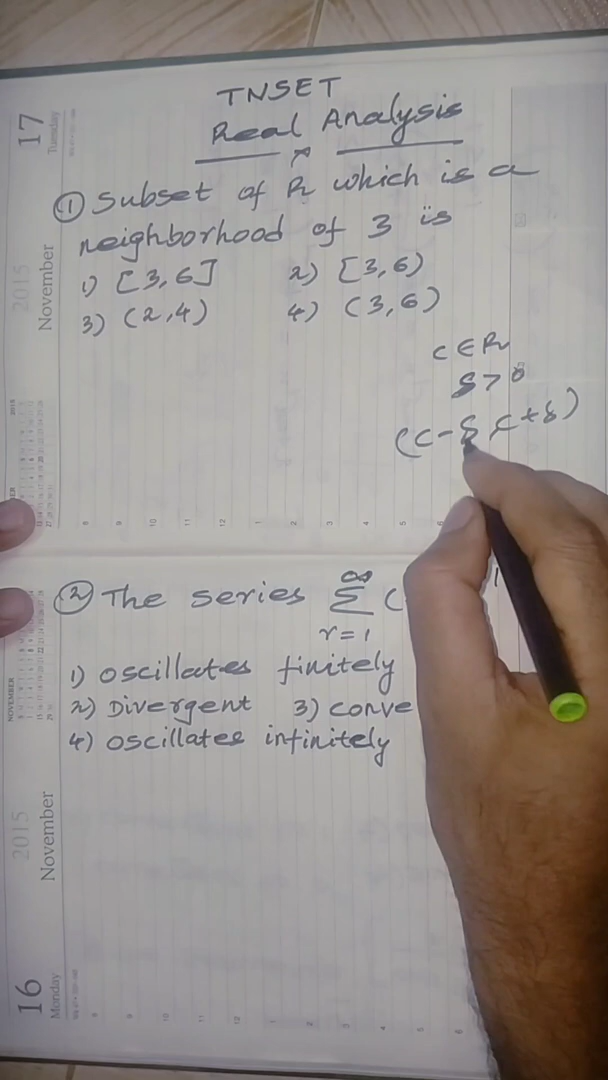 TNSET
Real Analysis
① Subset of R which is a
neighborhood of 3 is
1) [3,6] 2) [3,6)
3) (2,4) 4) (3,6)
c ∈ R
δ > 0
(c-δ, c+δ)
② The series ∞ Σ (
r=1
1) oscillates finitely
2) Divergent 3) conve
4) oscillates infinitely
17
Tuesday
November
2015
16
Monday
November
2015